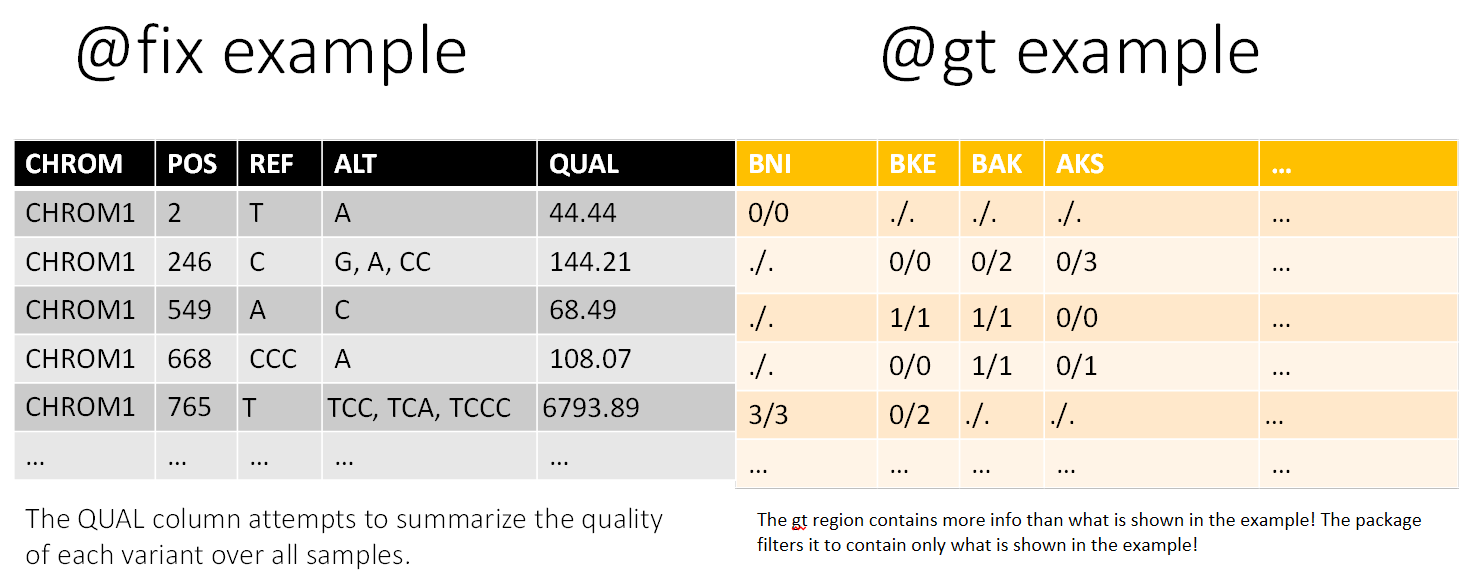 @fix example @gt example
CHROM POS REF ALT QUAL BNI BKE BAK AKS ...
CHROM1 2 T A 44.44 0/0 ./. ./. ./. ...
CHROM1 246 C G, A, CC 144.21 ./. 0/0 0/2 0/3 ...
CHROM1 549 A C 68.49 ./. 1/1 1/1 0/0 ...
CHROM1 668 CCC A 108.07 ./. 0/0 1/1 0/1 ...
CHROM1 765 T TCC, TCA, TCCC 6793.89 3/3 0/2 ./. ./. ...
... ... ... ... ... ... ... ... ... ...
The QUAL column attempts to summarize the quality
of each variant over all samples.
The gt region contains more info than what is shown in the example! The package
filters it to contain only what is shown in the example!